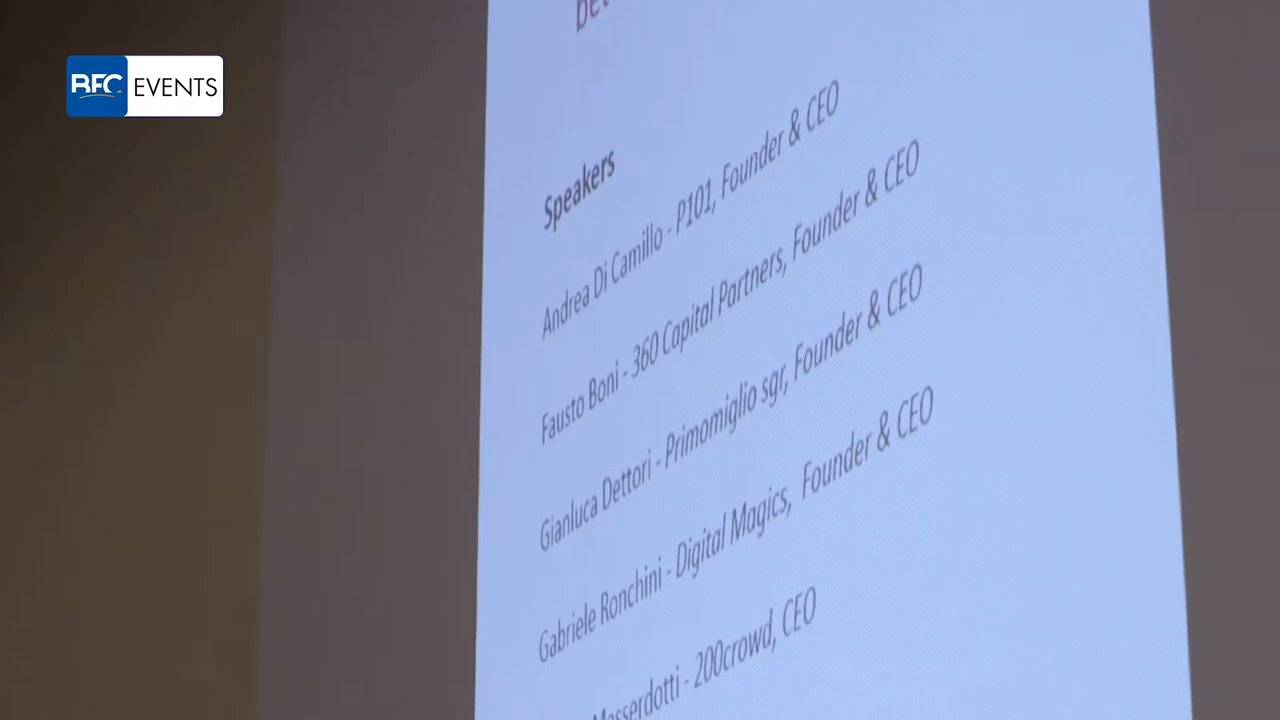 BFC EVENTS
Speakers
Andrea Di Camillo - P101, Founder & CEO
Fausto Boni - 360 Capital Partners, Founder & CEO
Gianluca Dettori - Primomiglio sgr, Founder & CEO
Gabriele Ronchini - Digital Magics, Founder & CEO
Masserdotti - 200crowd, CEO